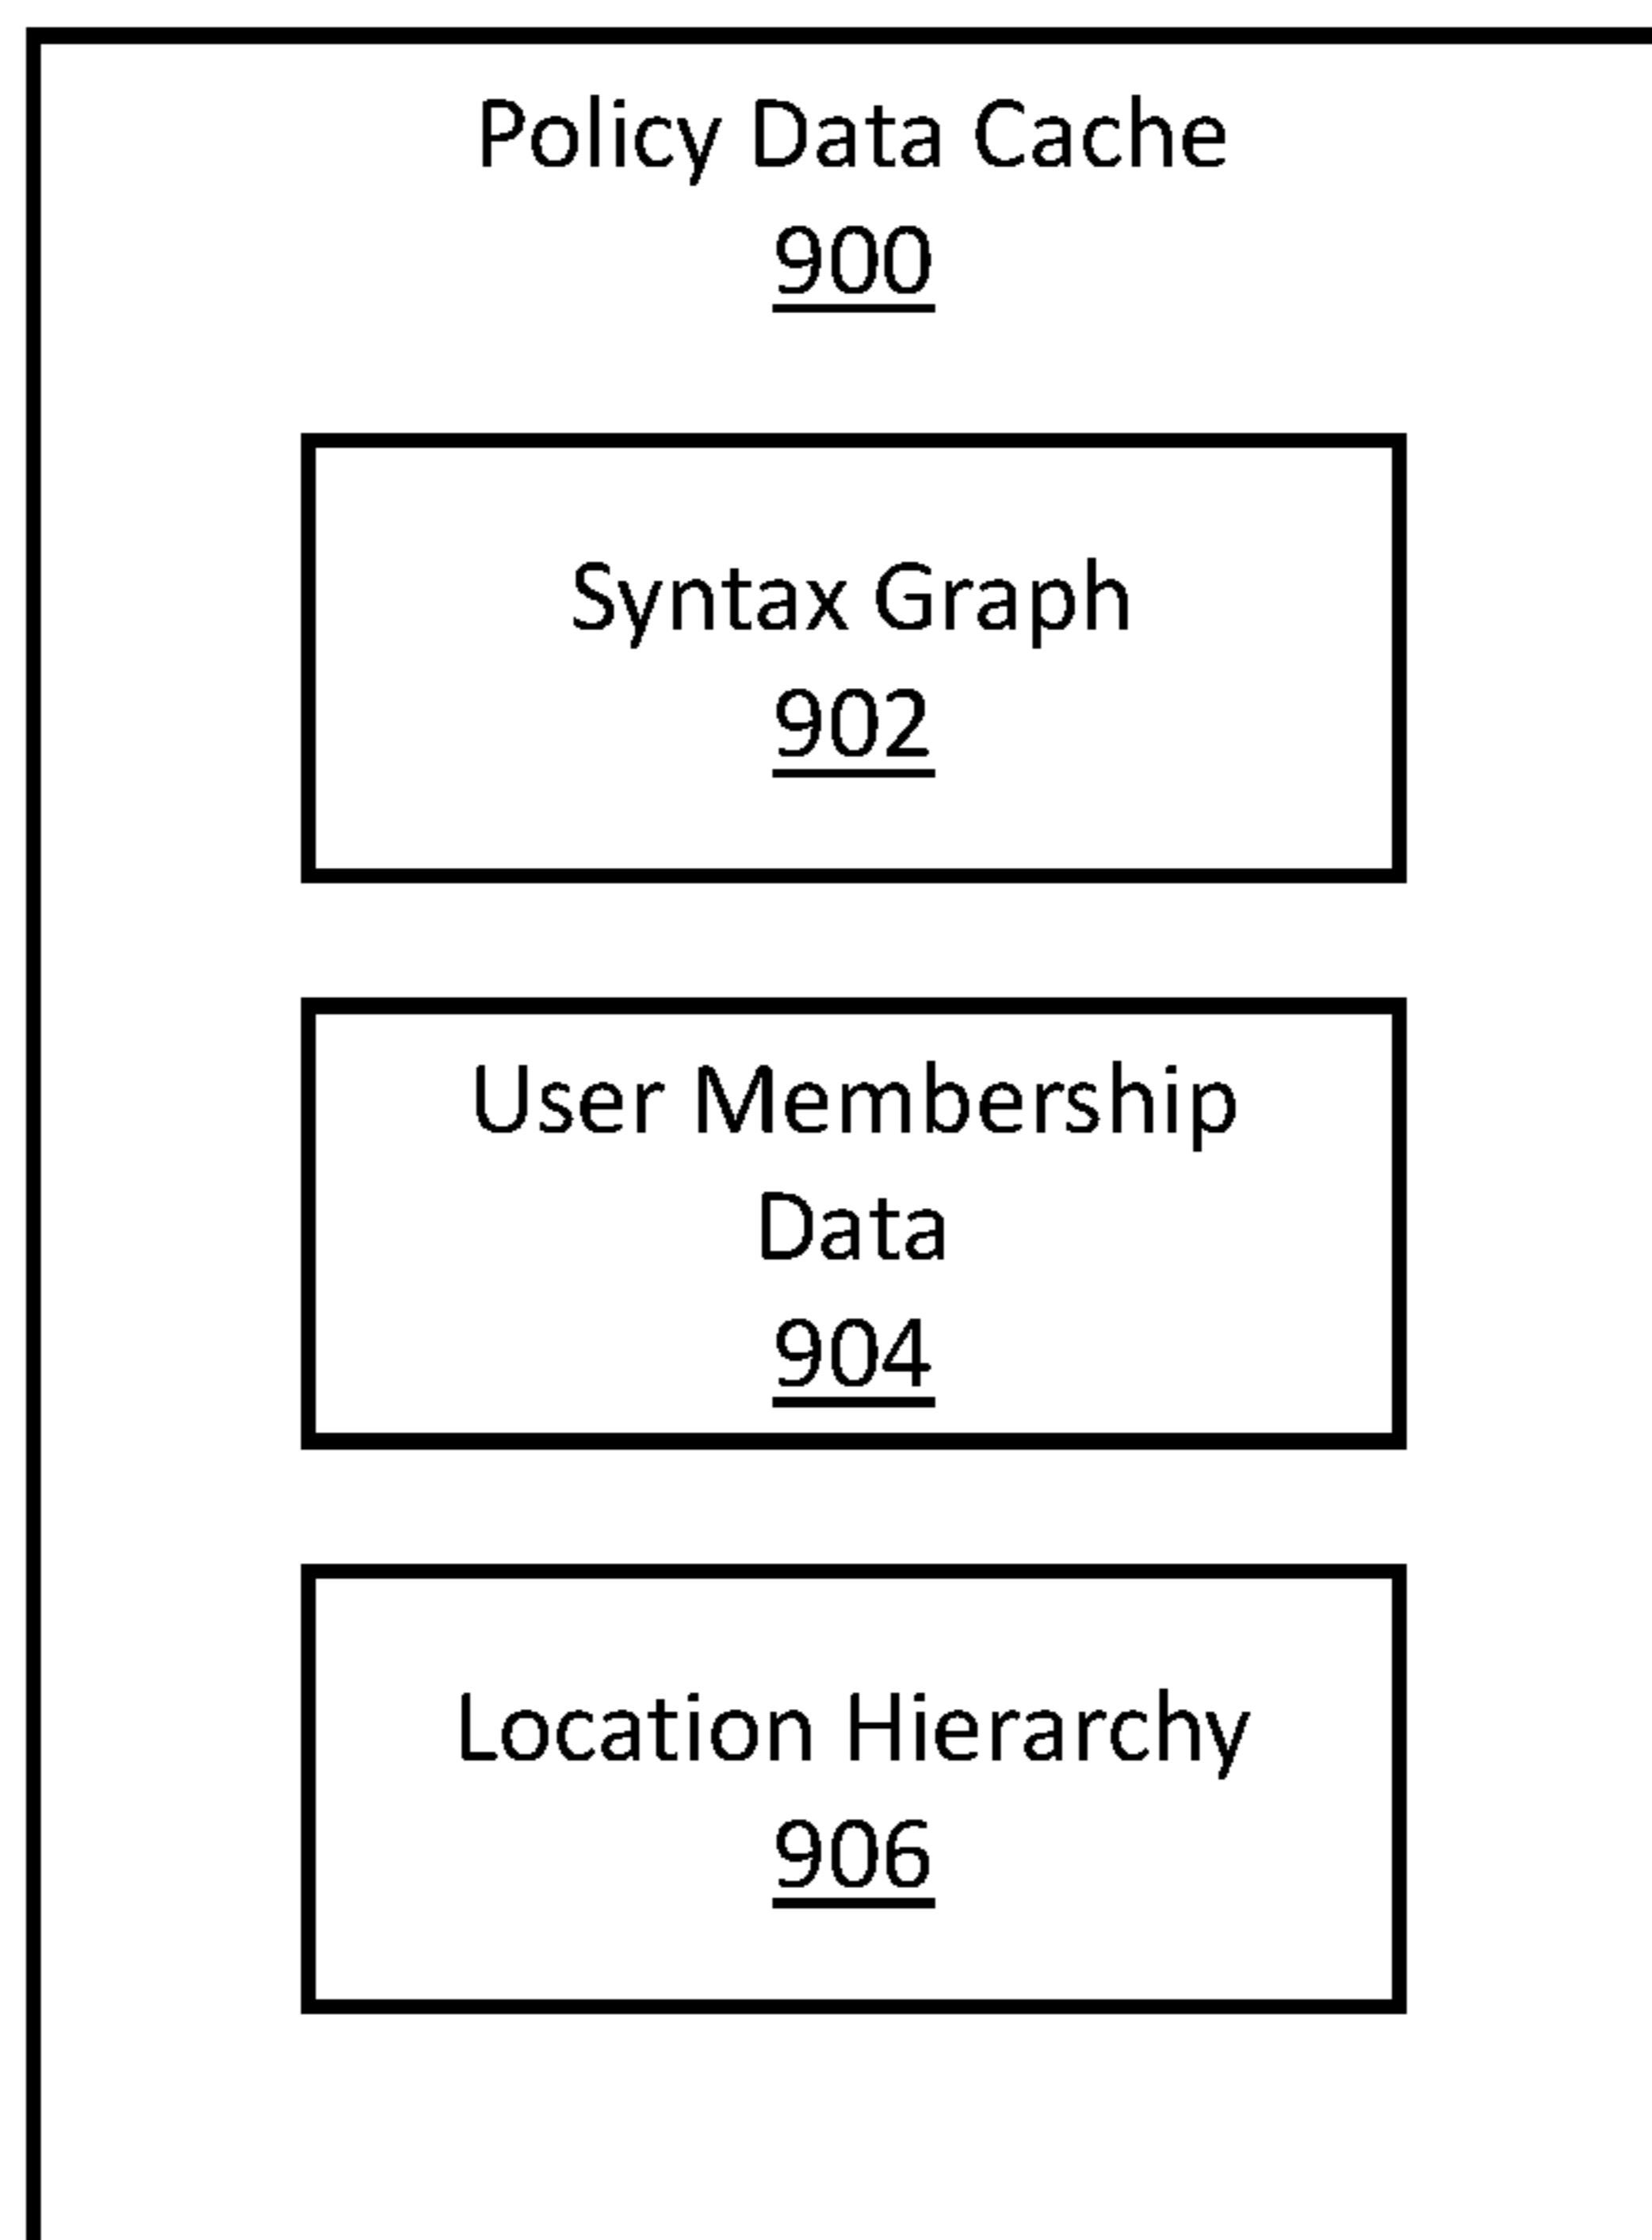 Policy Data Cache
900
Syntax Graph
902
User Membership
Data
904
Location Hierarchy
906